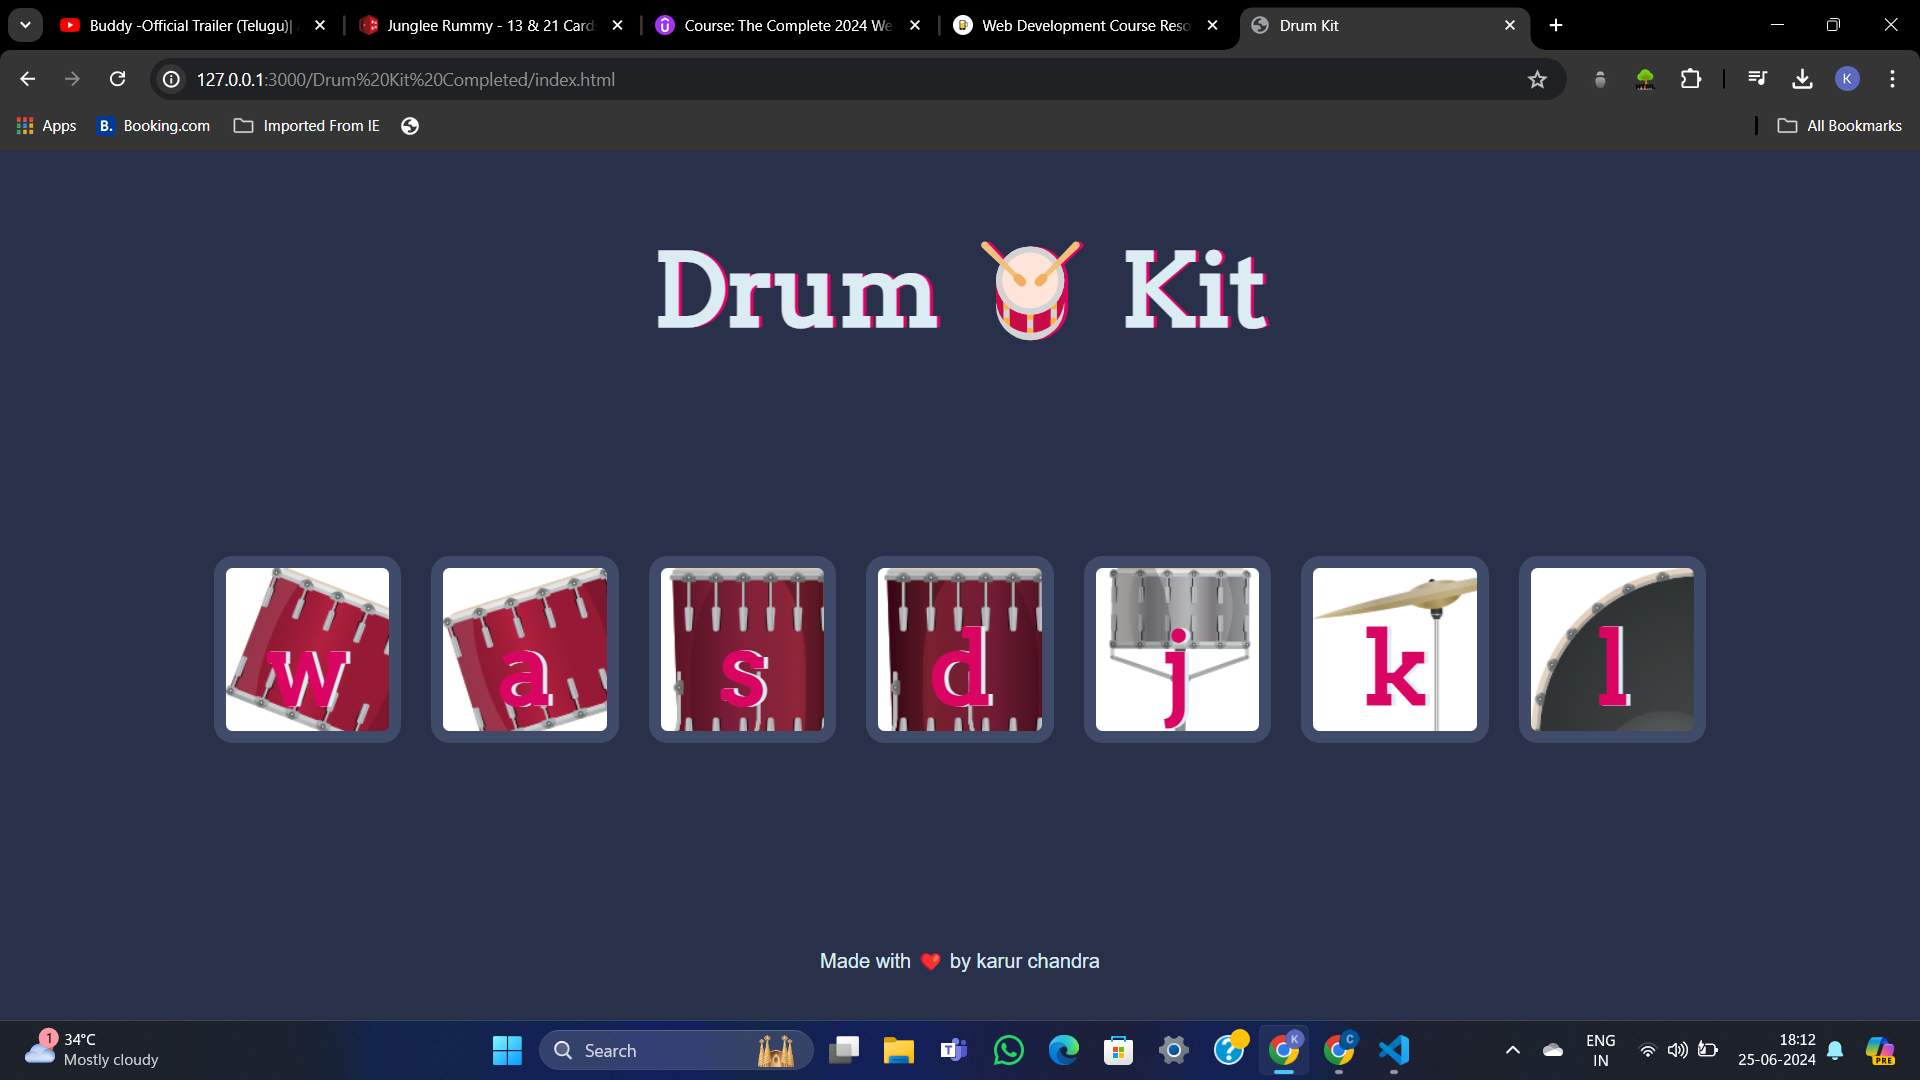 Buddy -Official Trailer (Telugu)|
Junglee Rummy - 13 & 21 Card
Course: The Complete 2024 We
Web Development Course Reso
Drum Kit
127.0.0.1:3000/Drum%20Kit%20Completed/index.html
K
Apps
B. Booking.com
Imported From IE
All Bookmarks
Drum Kit
w a s d j k l
Made with ❤️ by karur chandra
1
34°C
Mostly cloudy
Search
K
C
ENG
IN
18:12
25-06-2024
PRE